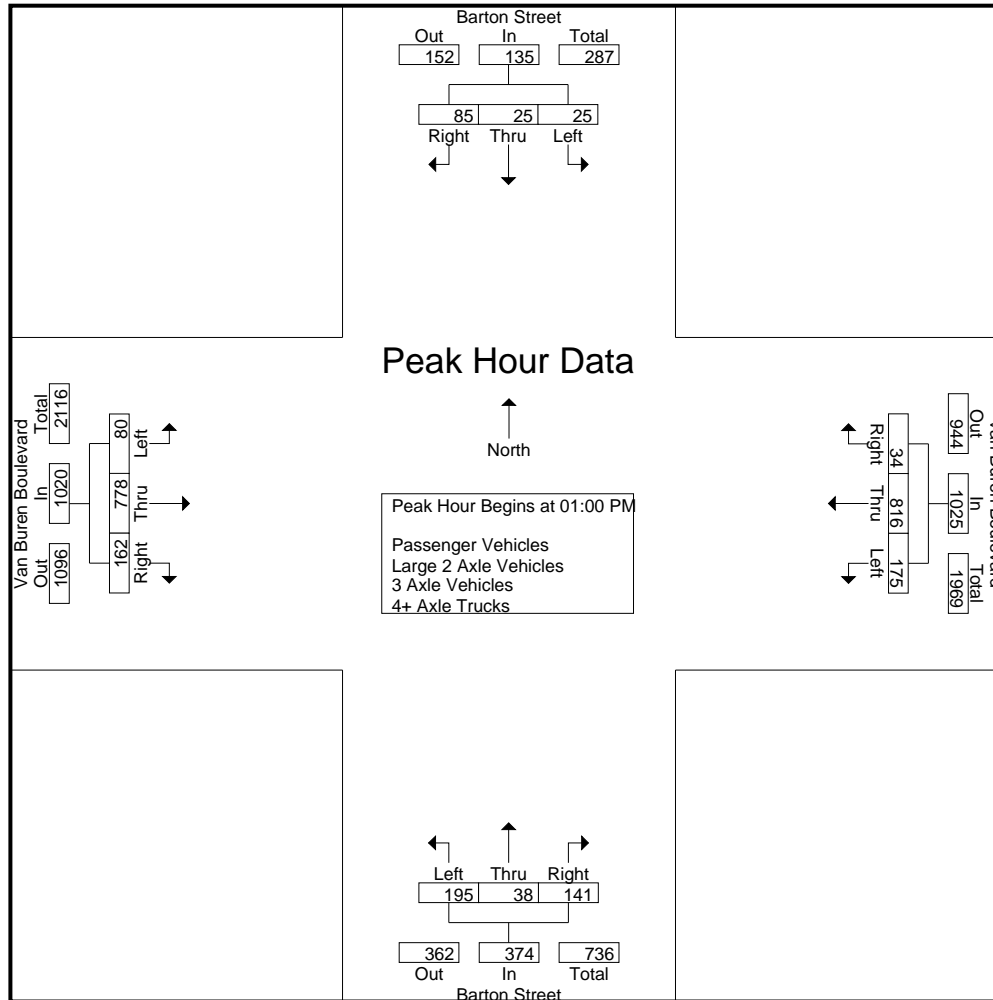 Barton Street
Out In Total
152 135 287
85 25 25
Right Thru Left
Peak Hour Data
North
Peak Hour Begins at 01:00 PM
Passenger Vehicles
Large 2 Axle Vehicles
3 Axle Vehicles
4+ Axle Trucks
Van Buren Boulevard
Out In Total
1096 1020 2116
162 778 80
Right Thru Left
Van Buren Boulevard
Out In Total
944 1025 1969
34 816 175
Right Thru Left
Left Thru Right
195 38 141
362 374 736
Out In Total
Barton Street